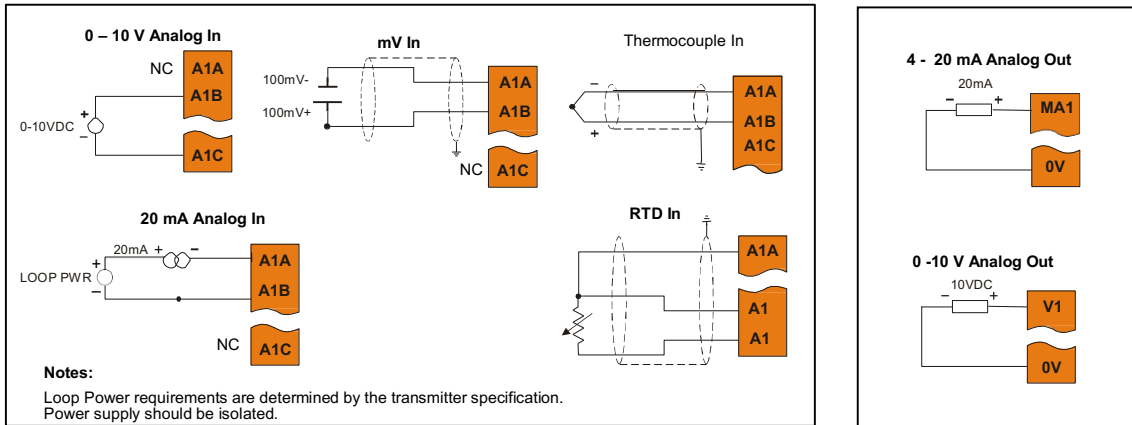 0 – 10 V Analog In
NC
A1A
A1B
0-10VDC
+
−
A1C
mV In
100mV-
100mV+
A1A
A1B
NC
A1C
Thermocouple In
−
+
A1A
A1B
A1C
20 mA Analog In
20mA + −
LOOP PWR
+
−
A1A
A1B
NC
A1C
RTD In
A1A
A1
A1
Notes:
Loop Power requirements are determined by the transmitter specification.
Power supply should be isolated.
4 - 20 mA Analog Out
20mA
− +
MA1
0V
0 -10 V Analog Out
10VDC
− +
V1
0V